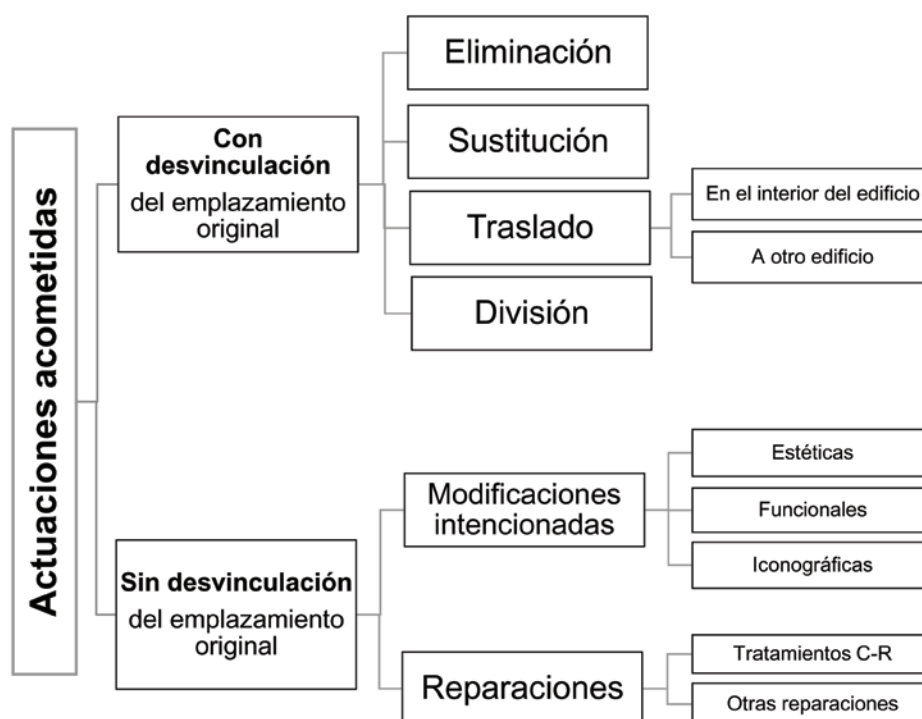 Actuaciones acometidas
Con
desvinculación
del emplazamiento
original
Eliminación
Sustitución
Traslado
En el interior del edificio
A otro edificio
División
Sin desvinculación
del emplazamiento
original
Modificaciones
intencionadas
Estéticas
Funcionales
Iconográficas
Reparaciones
Tratamientos C-R
Otras reparaciones